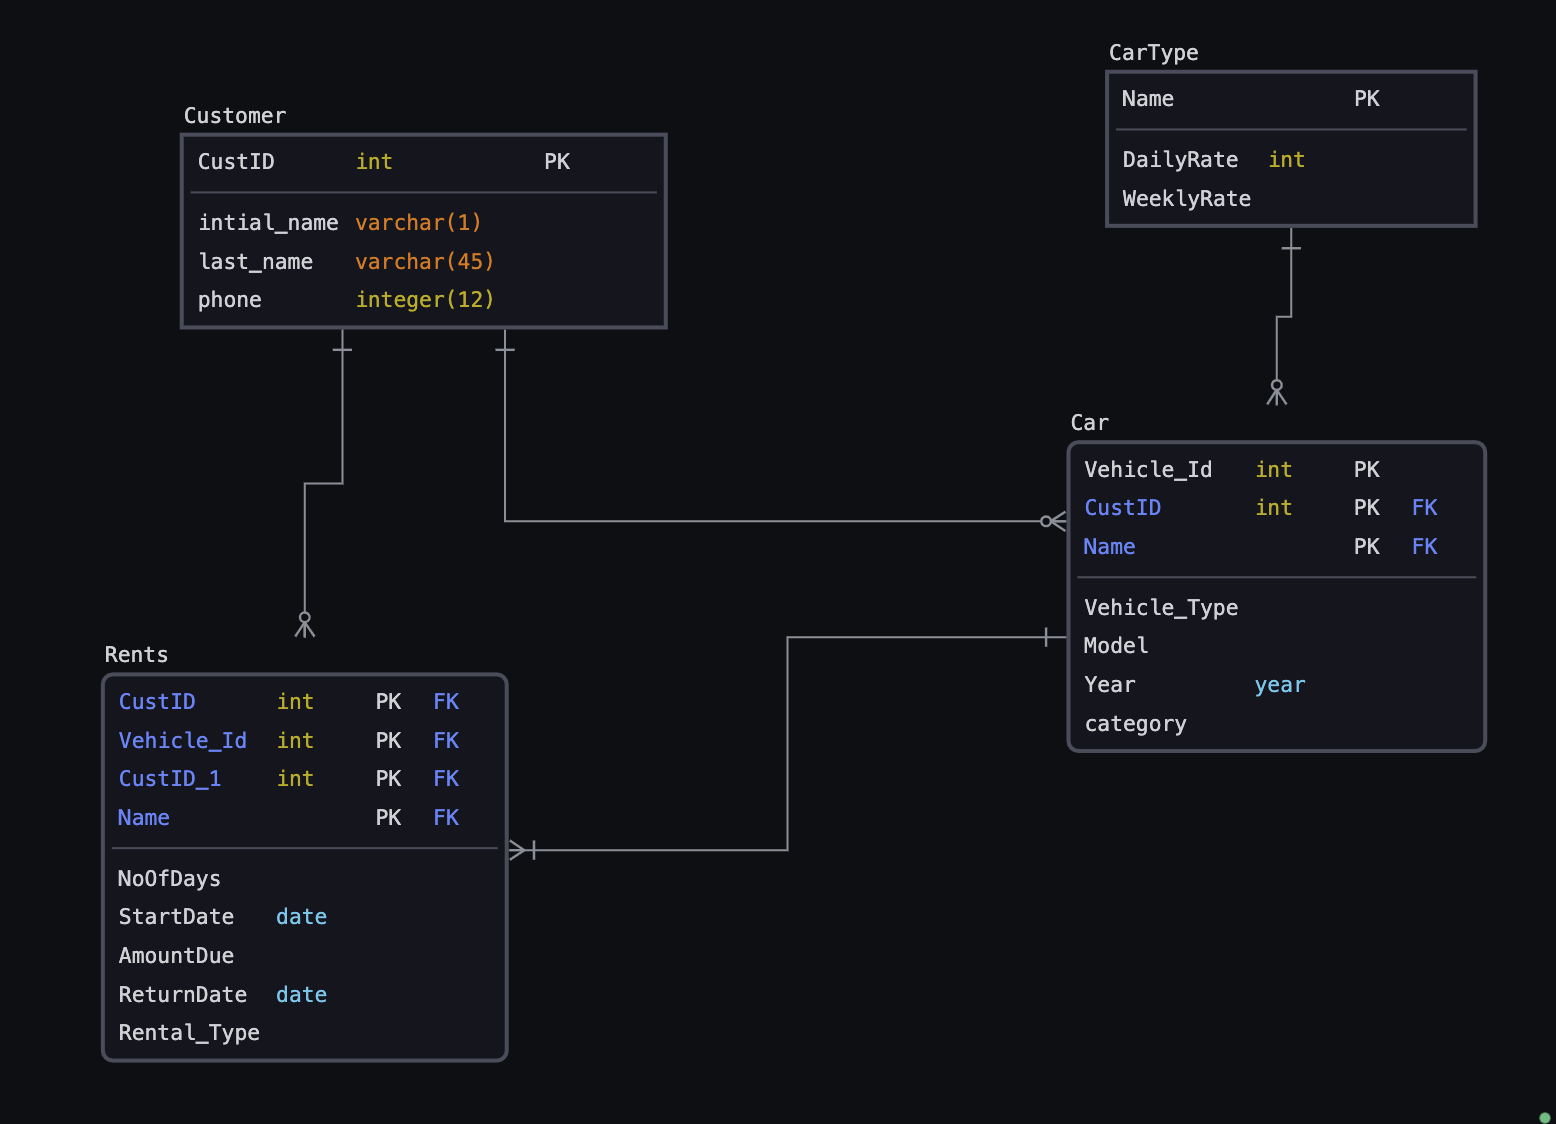 CarType
Name PK
DailyRate int
WeeklyRate
Customer
CustID int PK
intial_name varchar(1)
last_name varchar(45)
phone integer(12)
Car
Vehicle_Id int PK
CustID int PK FK
Name PK FK
Vehicle_Type
Model
Year year
category
Rents
CustID int PK FK
Vehicle_Id int PK FK
CustID_1 int PK FK
Name PK FK
NoOfDays
StartDate date
AmountDue
ReturnDate date
Rental_Type